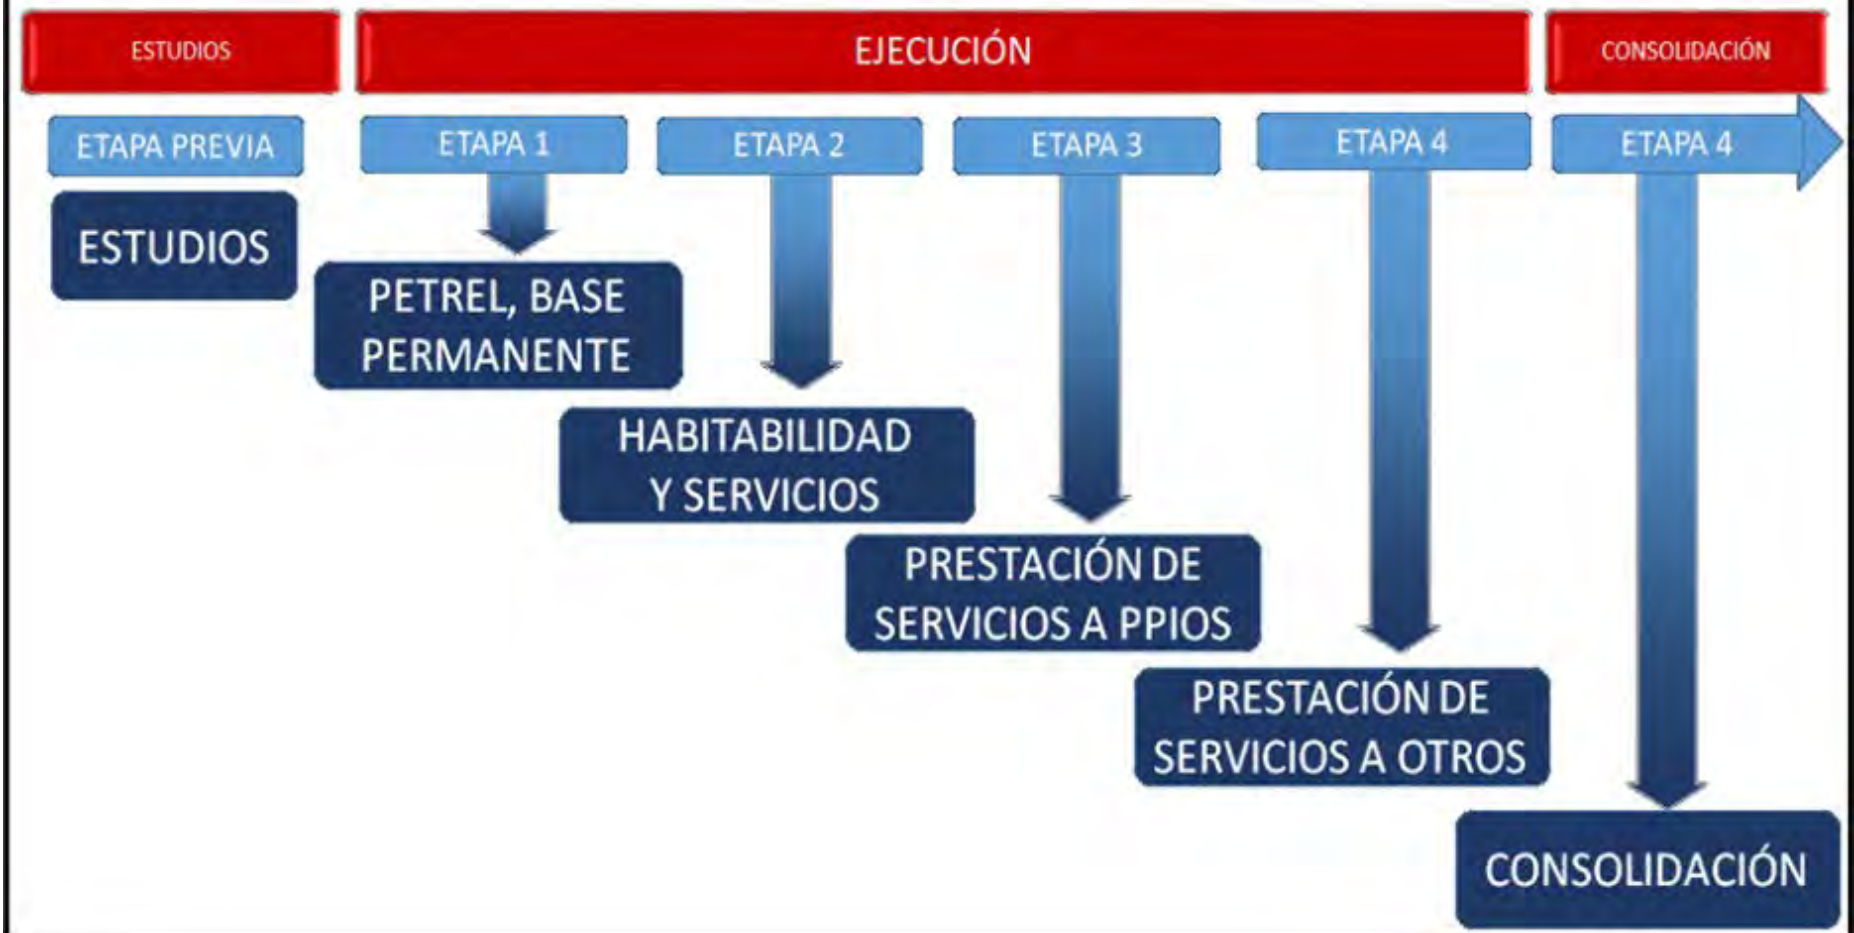 ESTUDIOS
EJECUCIÓN
CONSOLIDACIÓN
ETAPA PREVIA
ETAPA 1
ETAPA 2
ETAPA 3
ETAPA 4
ETAPA 4
ESTUDIOS
PETREL, BASE
PERMANENTE
HABITABILIDAD
Y SERVICIOS
PRESTACIÓN DE
SERVICIOS A PPIOS
PRESTACIÓN DE
SERVICIOS A OTROS
CONSOLIDACIÓN